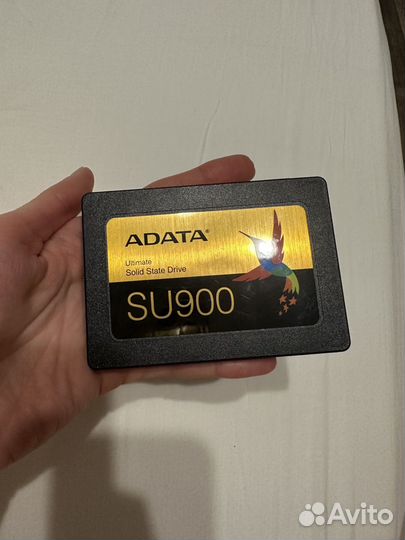 ADATA®
Ultimate
Solid State Drive
SU900
Avito